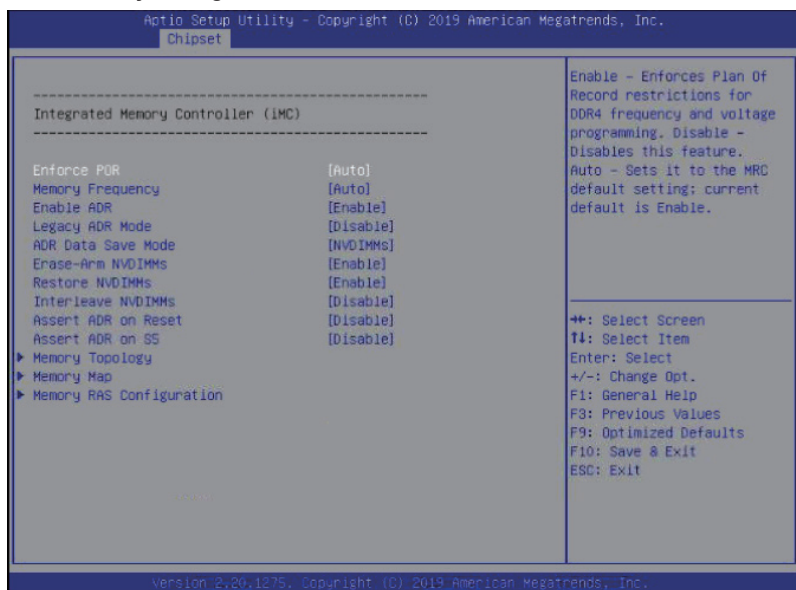 Aptio Setup Utility - Copyright (C) 2019 American Megatrends, Inc.
Chipset
------------------------------------------------
Integrated Memory Controller (iMC)
------------------------------------------------
Enforce POR [Auto]
Memory Frequency [Auto]
Enable ADR [Enable]
Legacy ADR Mode [Disable]
ADR Data Save Mode [NVDIMMs]
Erase-Arm NVDIMMs [Enable]
Restore NVDIMMs [Enable]
Interleave NVDIMMs [Disable]
Assert ADR on Reset [Disable]
Assert ADR on S5 [Disable]
Memory Topology
Memory Map
Memory RAS Configuration
Enable - Enforces Plan Of
Record restrictions for
DDR4 frequency and voltage
programming. Disable -
Disables this feature.
Auto - Sets it to the MRC
default setting; current
default is Enable.
→←: Select Screen
↑↓: Select Item
Enter: Select
+/-: Change Opt.
F1: General Help
F3: Previous Values
F9: Optimized Defaults
F10: Save & Exit
ESC: Exit
Version 2.20.1275. Copyright (C) 2019 American Megatrends, Inc.